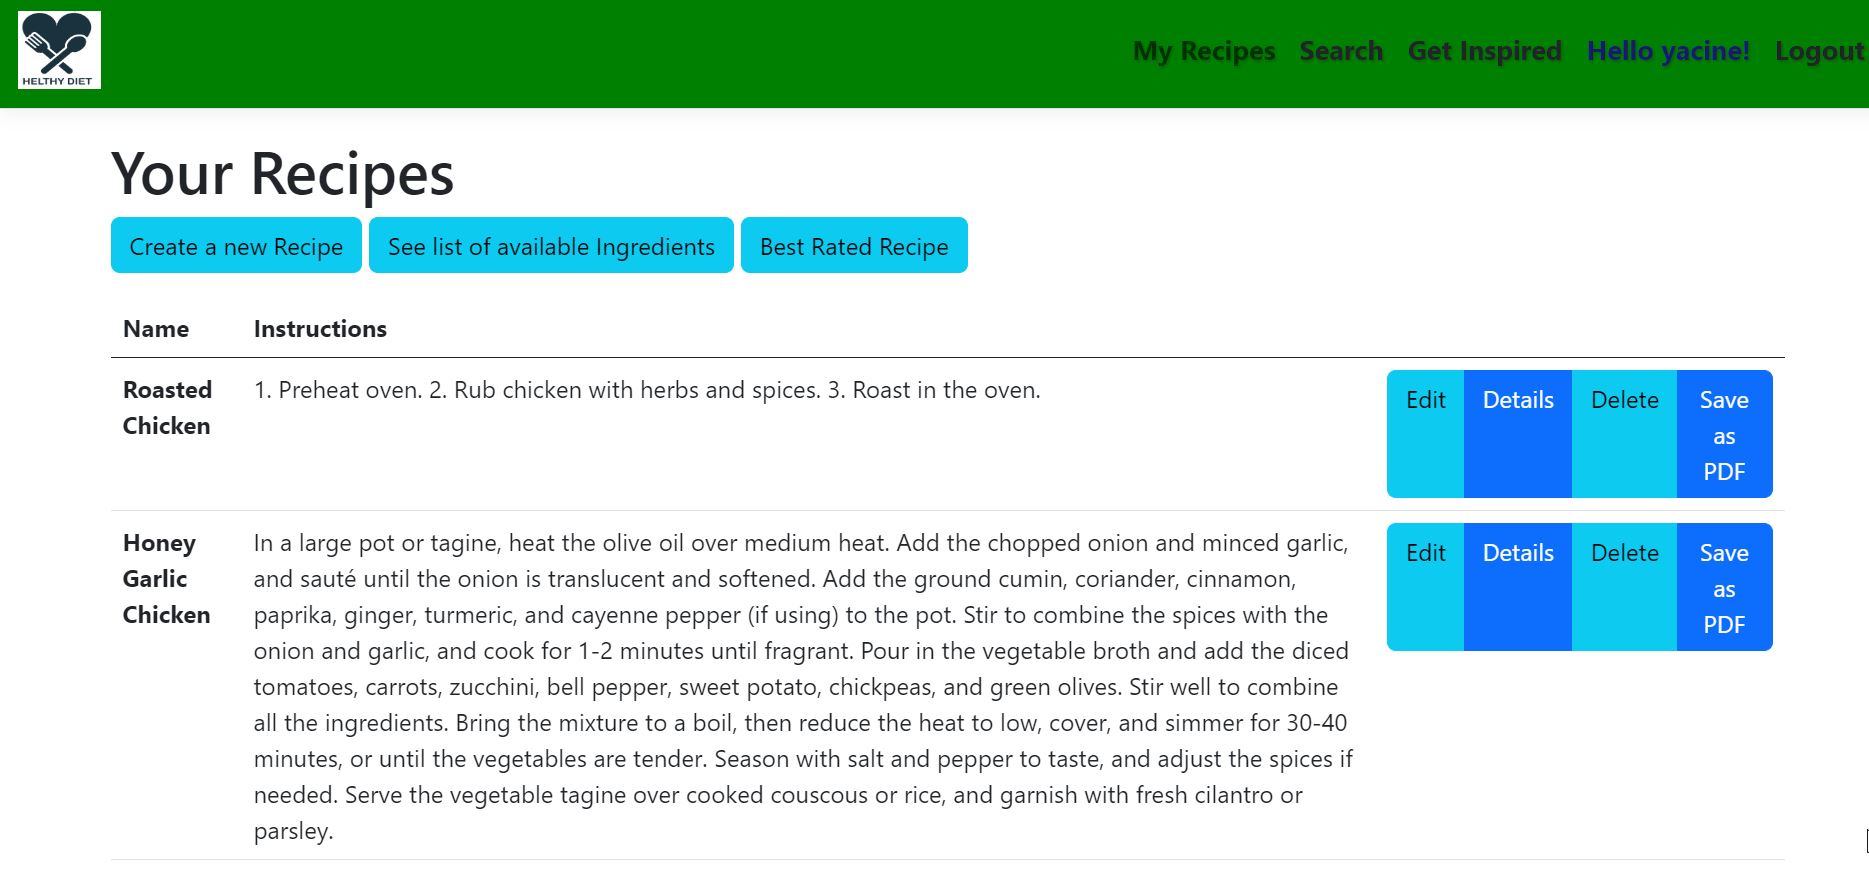 HELTHY DIET
My Recipes Search Get Inspired Hello yacine! Logout
Your Recipes
Create a new Recipe See list of available Ingredients Best Rated Recipe
Name Instructions
Roasted Chicken
1. Preheat oven. 2. Rub chicken with herbs and spices. 3. Roast in the oven.
Edit Details Delete Save as PDF
Honey Garlic Chicken
In a large pot or tagine, heat the olive oil over medium heat. Add the chopped onion and minced garlic,
and sauté until the onion is translucent and softened. Add the ground cumin, coriander, cinnamon,
paprika, ginger, turmeric, and cayenne pepper (if using) to the pot. Stir to combine the spices with the
onion and garlic, and cook for 1-2 minutes until fragrant. Pour in the vegetable broth and add the diced
tomatoes, carrots, zucchini, bell pepper, sweet potato, chickpeas, and green olives. Stir well to combine
all the ingredients. Bring the mixture to a boil, then reduce the heat to low, cover, and simmer for 30-40
minutes, or until the vegetables are tender. Season with salt and pepper to taste, and adjust the spices if
needed. Serve the vegetable tagine over cooked couscous or rice, and garnish with fresh cilantro or
parsley.
Edit Details Delete Save as PDF